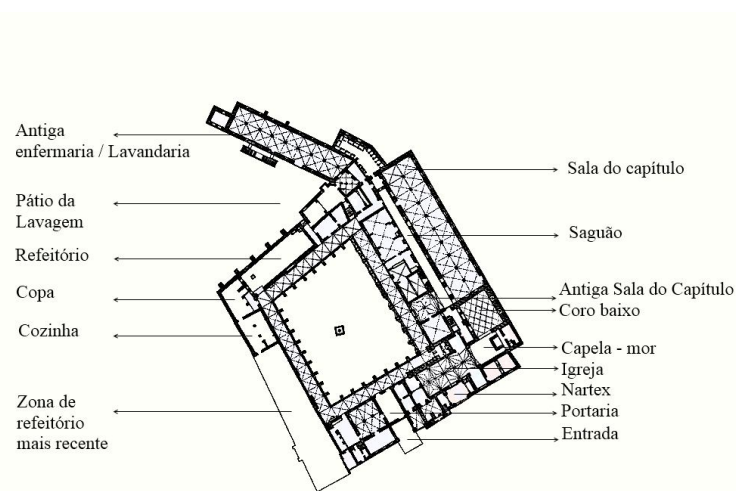 Antiga
enfermaria / Lavandaria
Pátio da
Lavagem
Refeitório
Copa
Cozinha
Zona de
refeitório
mais recente
Sala do capítulo
Saguão
Antiga Sala do Capítulo
Coro baixo
Capela - mor
Igreja
Nartex
Portaria
Entrada